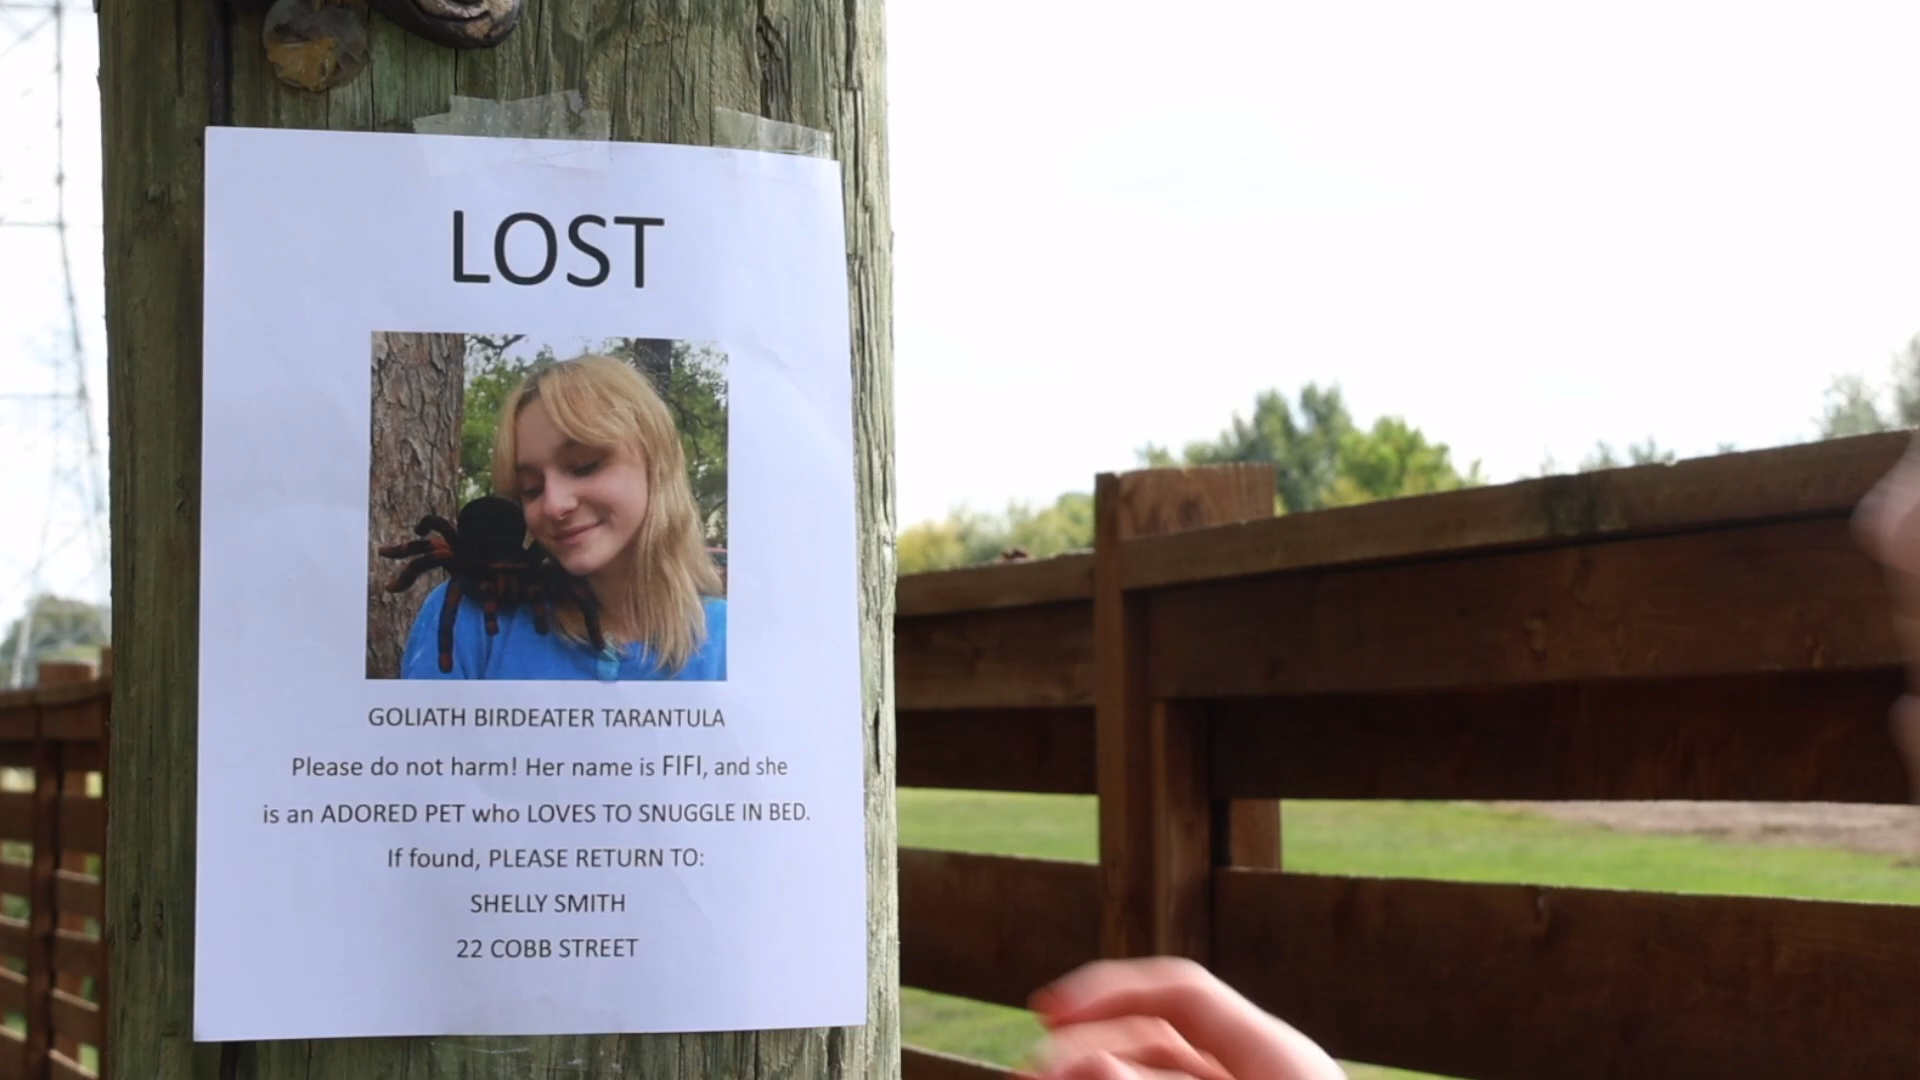 LOST
GOLIATH BIRDEATER TARANTULA
Please do not harm! Her name is FIFI, and she
is an ADORED PET who LOVES TO SNUGGLE IN BED.
If found, PLEASE RETURN TO:
SHELLY SMITH
22 COBB STREET